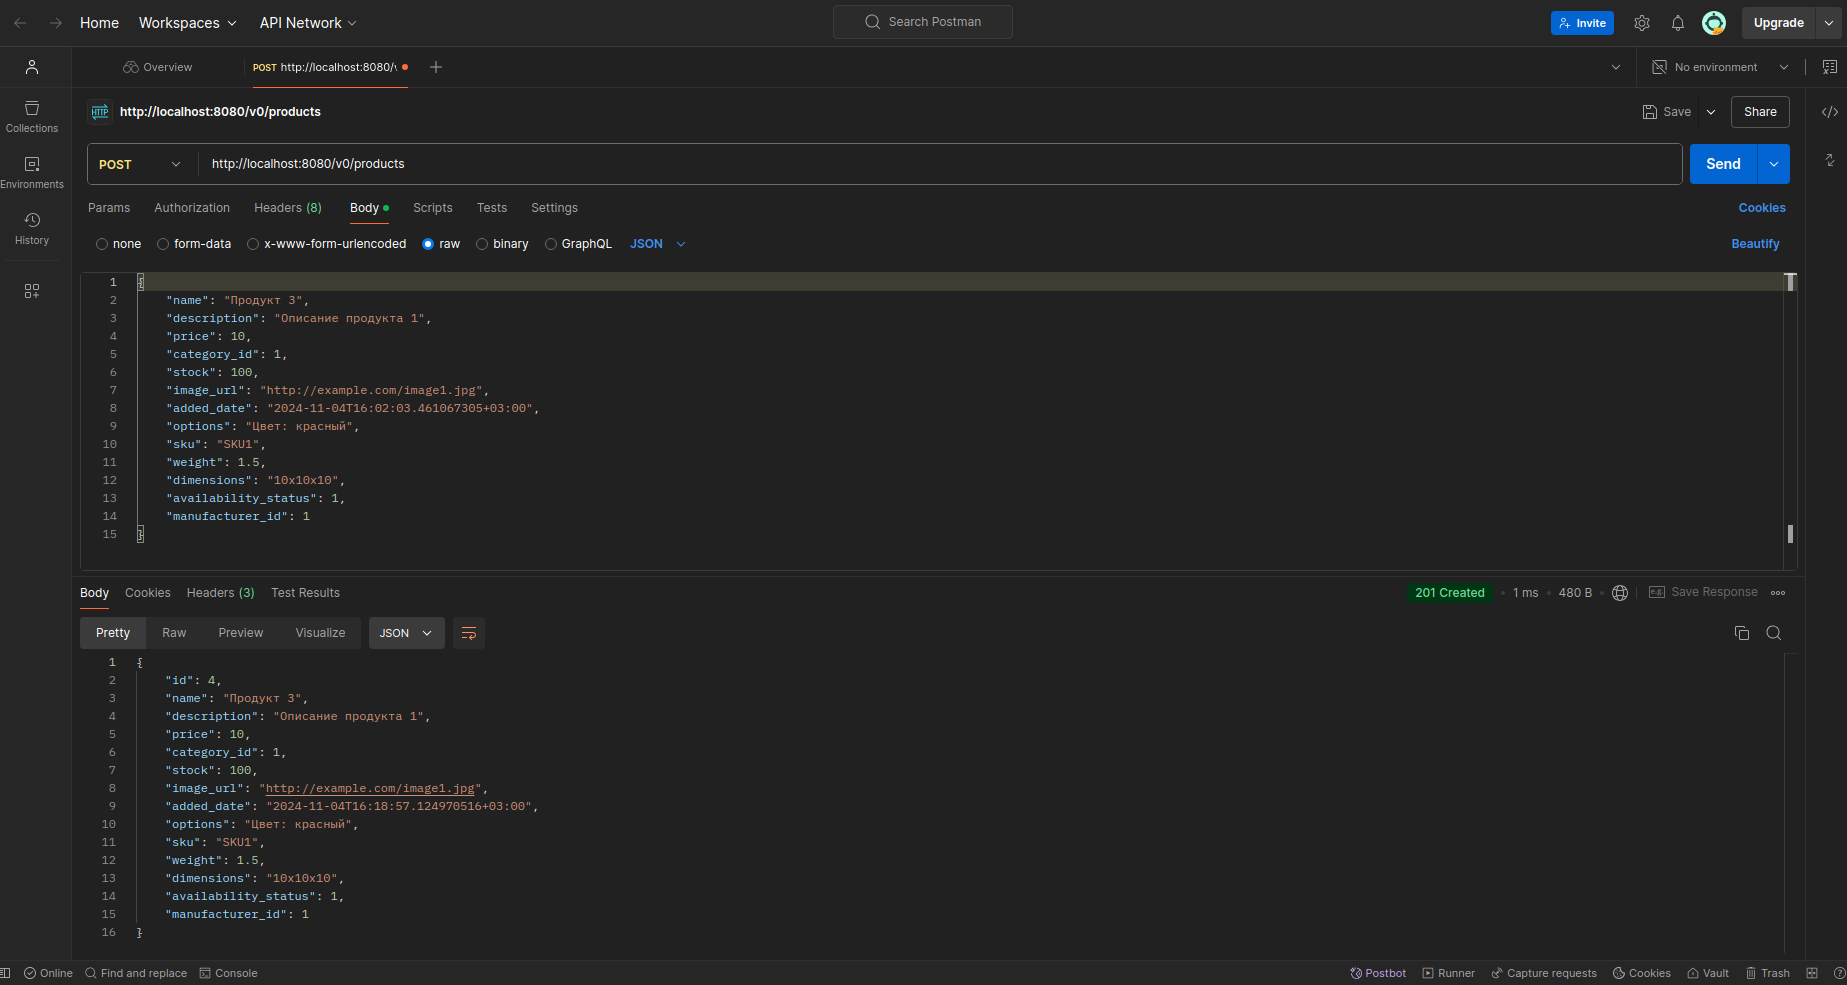 Home Workspaces API Network Search Postman Invite Upgrade
Overview POST http://localhost:8080/v No environment
http://localhost:8080/v0/products Save Share
Collections
POST http://localhost:8080/v0/products Send
Environments
Params Authorization Headers (8) Body Scripts Tests Settings Cookies
History
none form-data x-www-form-urlencoded raw binary GraphQL JSON Beautify
1 {
2 "name": "Продукт 3",
3 "description": "Описание продукта 1",
4 "price": 10,
5 "category_id": 1,
6 "stock": 100,
7 "image_url": "http://example.com/image1.jpg",
8 "added_date": "2024-11-04T16:02:03.461067305+03:00",
9 "options": "Цвет: красный",
10 "sku": "SKU1",
11 "weight": 1.5,
12 "dimensions": "10x10x10",
13 "availability_status": 1,
14 "manufacturer_id": 1
15 }
Body Cookies Headers (3) Test Results 201 Created 1 ms 480 B e.g. Save Response
Pretty Raw Preview Visualize JSON
1 {
2 "id": 4,
3 "name": "Продукт 3",
4 "description": "Описание продукта 1",
5 "price": 10,
6 "category_id": 1,
7 "stock": 100,
8 "image_url": "http://example.com/image1.jpg",
9 "added_date": "2024-11-04T16:18:57.124970516+03:00",
10 "options": "Цвет: красный",
11 "sku": "SKU1",
12 "weight": 1.5,
13 "dimensions": "10x10x10",
14 "availability_status": 1,
15 "manufacturer_id": 1
16 }
Online Find and replace Console Postbot Runner Capture requests Cookies Vault Trash